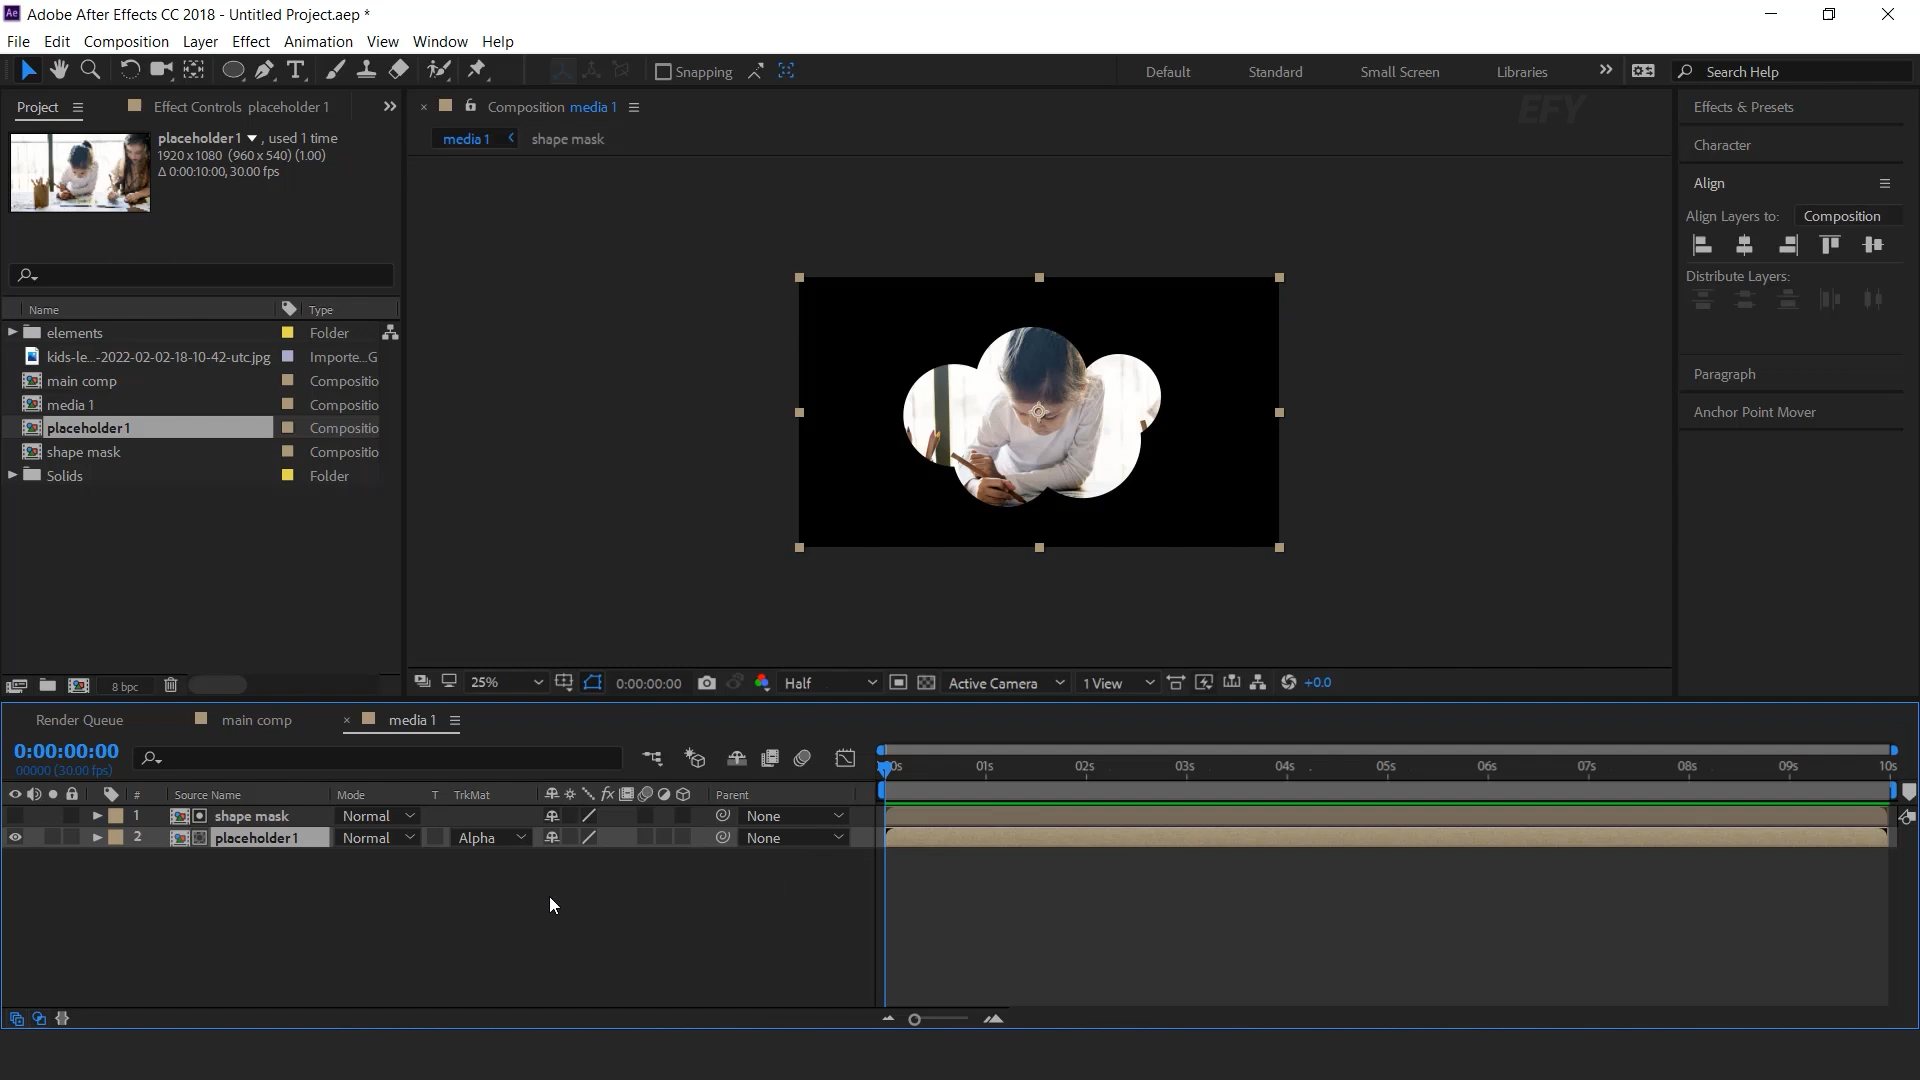 Adobe After Effects CC 2018 - Untitled Project.aep *
File Edit Composition Layer Effect Animation View Window Help
Snapping
Default Standard Small Screen Libraries
Search Help
Project Effect Controls placeholder 1
Composition media 1
EFY
media 1 shape mask
placeholder1 , used 1 time
1920 x 1080 (960 x 540) (1.00)
Δ 0:00:10:00, 30.00 fps
Effects & Presets
Character
Align
Align Layers to: Composition
Distribute Layers:
Paragraph
Anchor Point Mover
Name Type
elements Folder
kids-le...-2022-02-02-18-10-42-utc.jpg Importe...G
main comp Compositio
media 1 Compositio
placeholder1 Compositio
shape mask Compositio
Solids Folder
8 bpc
25% 0:00:00:00 Half Active Camera 1 View +0.0
Render Queue main comp media 1
0:00:00:00
00000 (30.00 fps)
00s 01s 02s 03s 04s 05s 06s 07s 08s 09s 10s
# Source Name Mode T TrkMat fx Parent
1 shape mask Normal None
2 placeholder1 Normal Alpha None